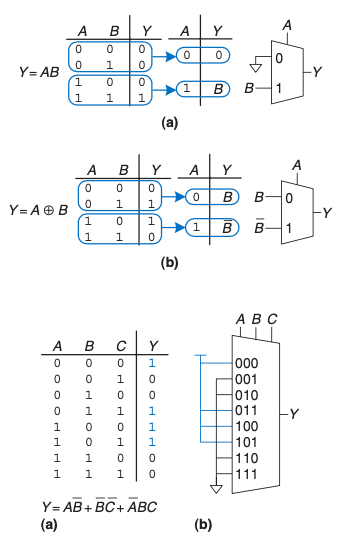 A B Y A Y A
0 0 0 0 0 0
0 1 0
Y = AB Y
1 0 0 1 B B 1
1 1 1
(a)
A B Y A Y A
0 0 0 0 B B 0
0 1 1
Y = A ⊕ B Y
1 0 1 1 B̅ B̅ 1
1 1 0
(b)
A B C Y A B C
0 0 0 1 000
0 0 1 0 001
0 1 0 0 010
0 1 1 1 011 Y
1 0 0 1 100
1 0 1 1 101
1 1 0 0 110
1 1 1 0 111
Y = AB̅ + B̅C̅ + A̅BC
(a) (b)